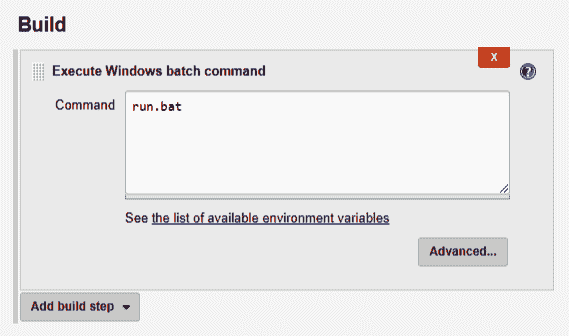 Build
X
Execute Windows batch command
?
Command
run.bat
See the list of available environment variables
Advanced...
Add build step